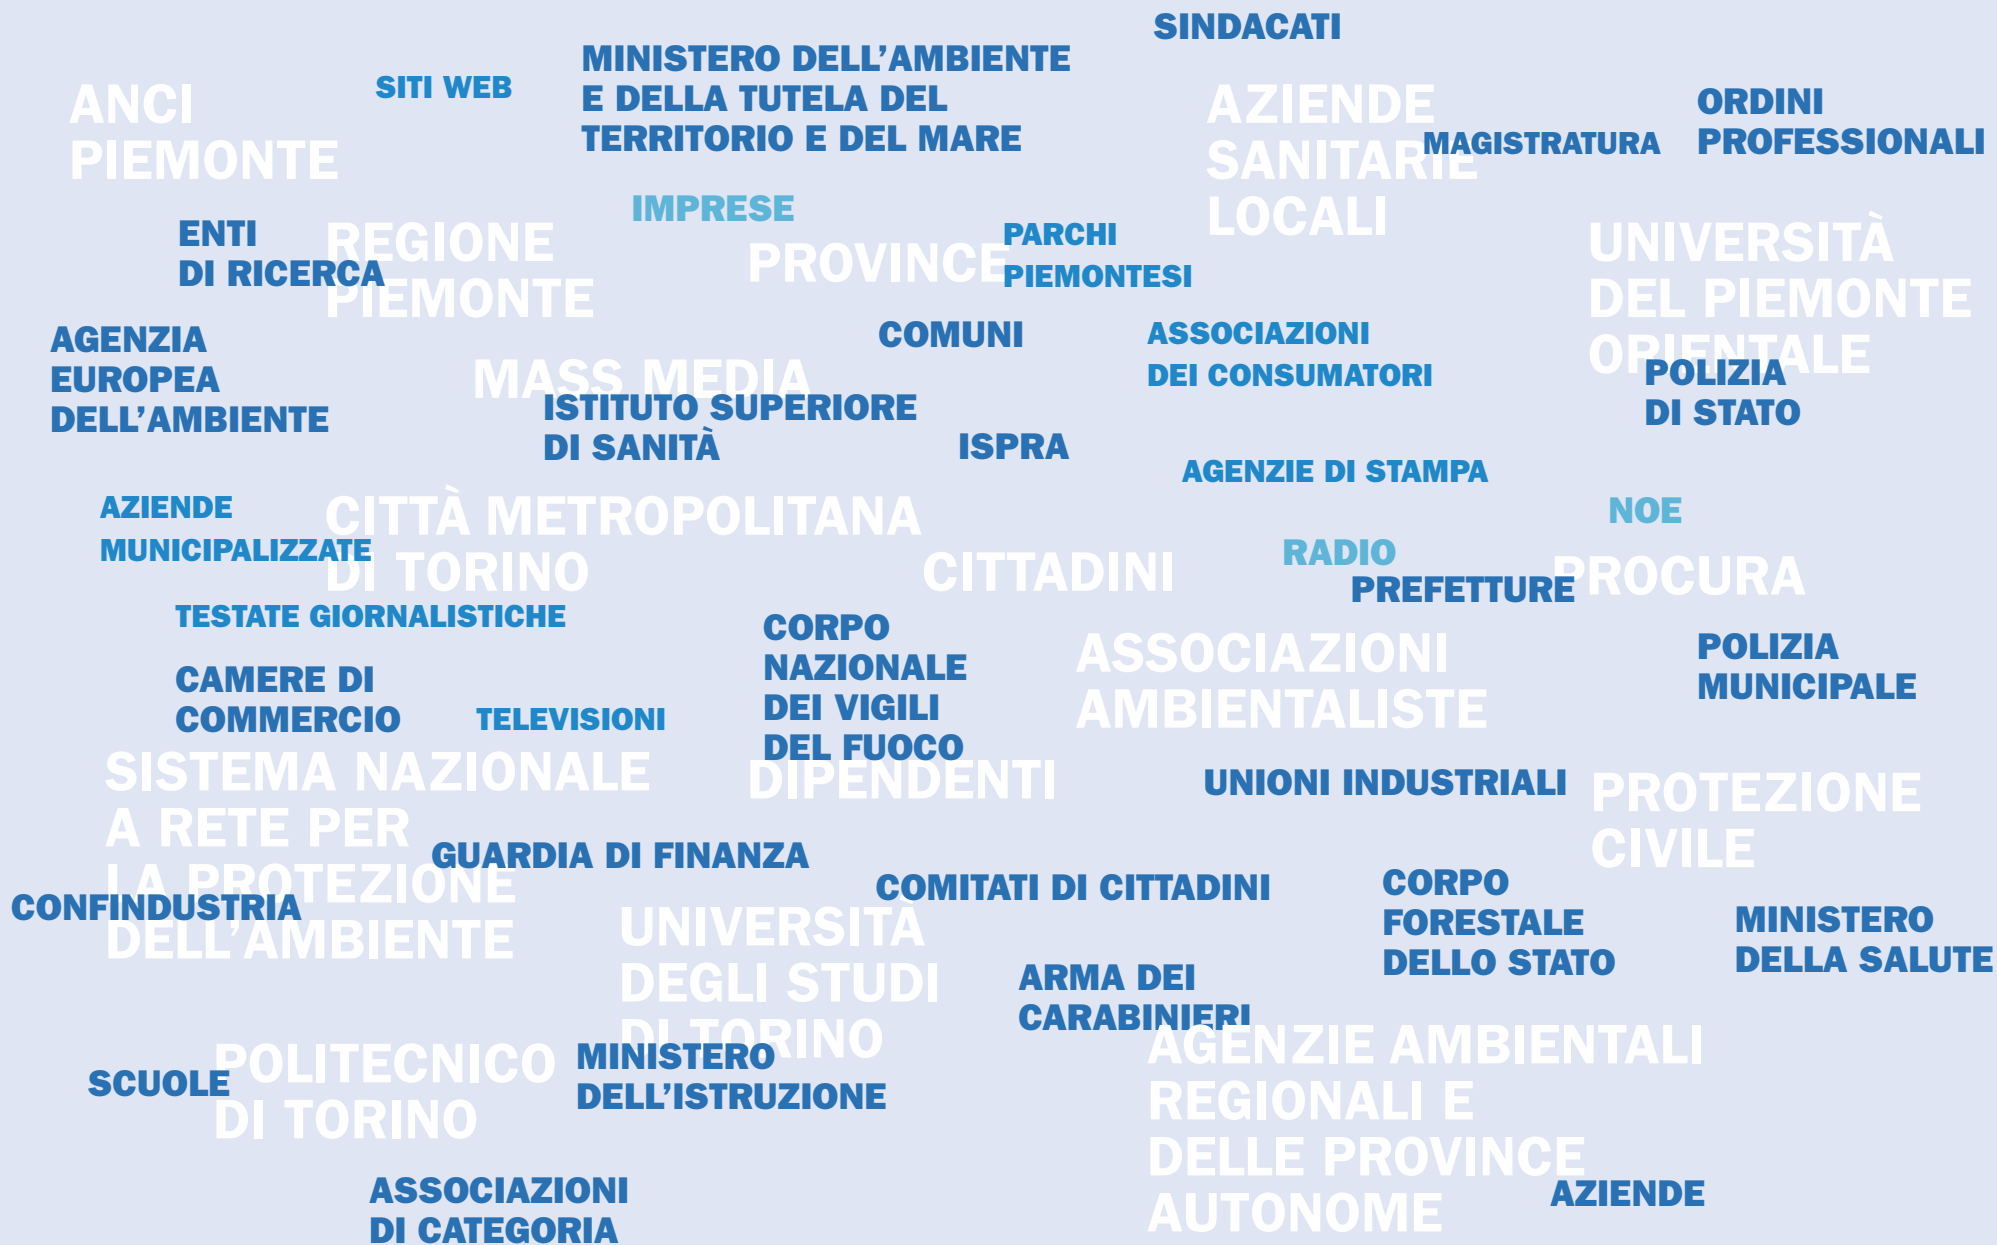 SINDACATI
ANCI
PIEMONTE
SITI WEB
MINISTERO DELL’AMBIENTE
E DELLA TUTELA DEL
TERRITORIO E DEL MARE
AZIENDE
SANITARIE
LOCALI
MAGISTRATURA
ORDINI
PROFESSIONALI
ENTI
DI RICERCA
REGIONE
PIEMONTE
IMPRESE
PROVINCE
PARCHI
PIEMONTESI
UNIVERSITÀ
DEL PIEMONTE
ORIENTALE
AGENZIA
EUROPEA
DELL’AMBIENTE
MASS MEDIA
COMUNI
ASSOCIAZIONI
DEI CONSUMATORI
POLIZIA
DI STATO
ISTITUTO SUPERIORE
DI SANITÀ
ISPRA
AGENZIE DI STAMPA
AZIENDE
MUNICIPALIZZATE
CITTÀ METROPOLITANA
DI TORINO
CITTADINI
RADIO
NOE
PREFETTURE
PROCURA
TESTATE GIORNALISTICHE
CORPO
NAZIONALE
DEI VIGILI
DEL FUOCO
ASSOCIAZIONI
AMBIENTALISTE
POLIZIA
MUNICIPALE
CAMERE DI
COMMERCIO
TELEVISIONI
SISTEMA NAZIONALE
A RETE PER
LA PROTEZIONE
DELL’AMBIENTE
DIPENDENTI
UNIONI INDUSTRIALI
PROTEZIONE
CIVILE
GUARDIA DI FINANZA
CONFINDUSTRIA
COMITATI DI CITTADINI
CORPO
FORESTALE
DELLO STATO
MINISTERO
DELLA SALUTE
UNIVERSITÀ
DEGLI STUDI
DI TORINO
ARMA DEI
CARABINIERI
SCUOLE
POLITECNICO
DI TORINO
MINISTERO
DELL’ISTRUZIONE
AGENZIE AMBIENTALI
REGIONALI E
DELLE PROVINCE
AUTONOME
ASSOCIAZIONI
DI CATEGORIA
AZIENDE